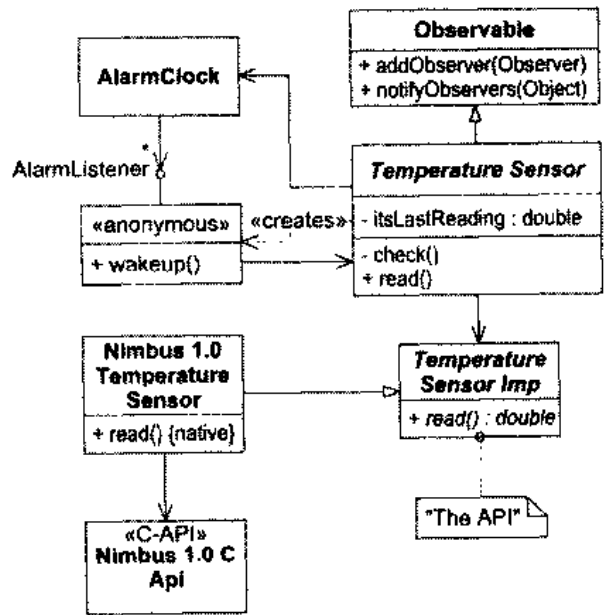 Observable
+ addObserver(Observer)
+ notifyObservers(Object)
AlarmClock
*
AlarmListener
Temperature Sensor
- itsLastReading : double
- check()
+ read()
«anonymous»
+ wakeup()
«creates»
Nimbus 1.0
Temperature
Sensor
+ read() {native}
Temperature
Sensor Imp
+ read() : double
"The API"
«C-API»
Nimbus 1.0 C
Api